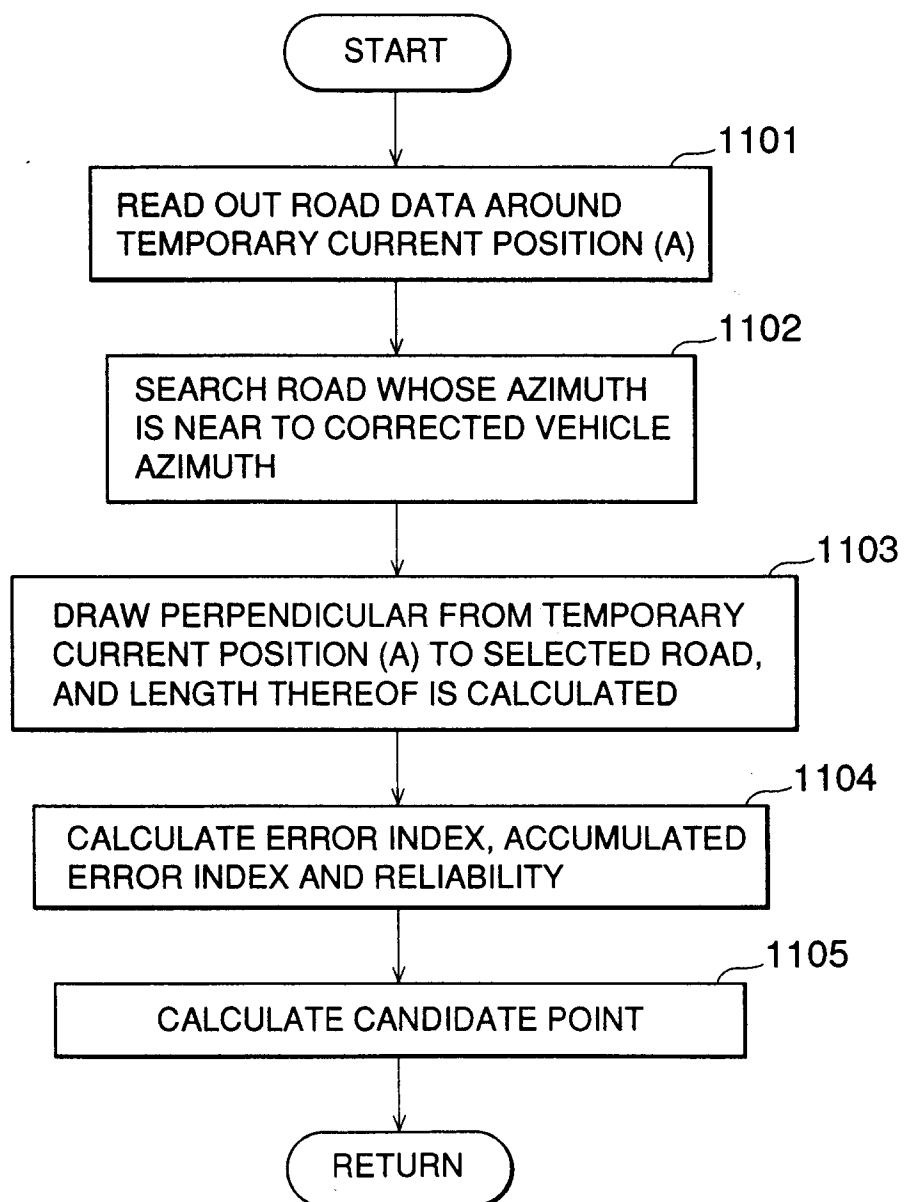 START
1101
READ OUT ROAD DATA AROUND
TEMPORARY CURRENT POSITION (A)
1102
SEARCH ROAD WHOSE AZIMUTH
IS NEAR TO CORRECTED VEHICLE
AZIMUTH
1103
DRAW PERPENDICULAR FROM TEMPORARY
CURRENT POSITION (A) TO SELECTED ROAD,
AND LENGTH THEREOF IS CALCULATED
1104
CALCULATE ERROR INDEX, ACCUMULATED
ERROR INDEX AND RELIABILITY
1105
CALCULATE CANDIDATE POINT
RETURN